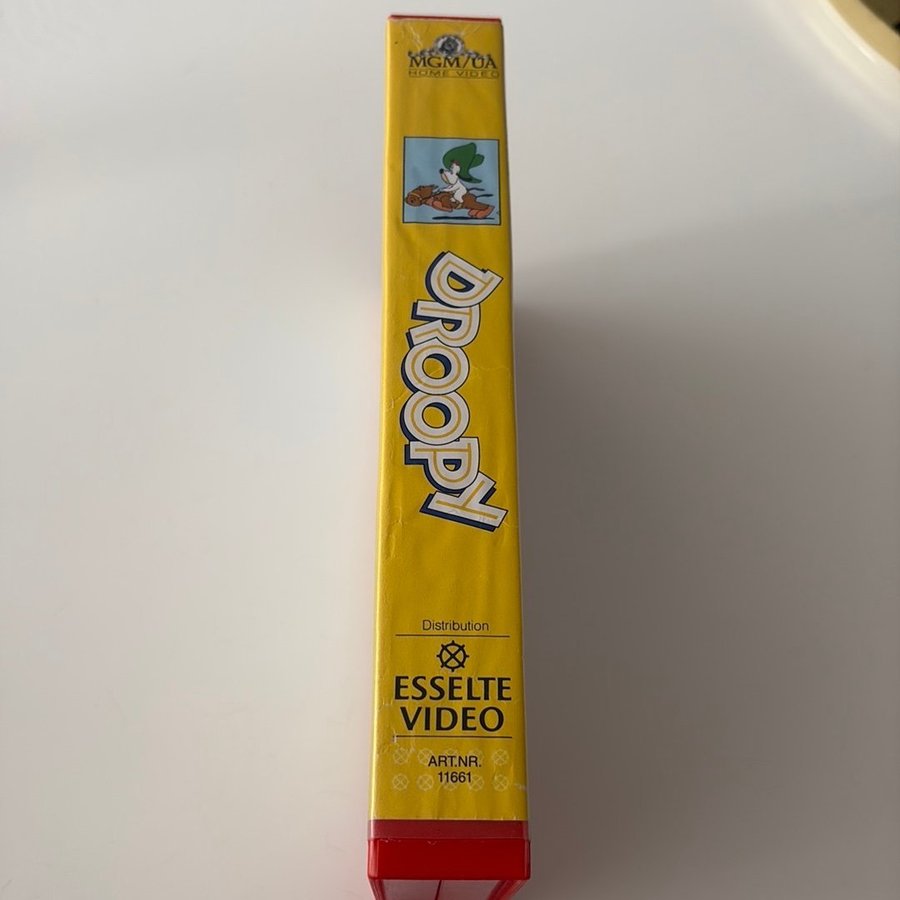 MGM/UA
HOME VIDEO
DROOPY
Distribution
ESSELTE
VIDEO
ART.NR.
11661